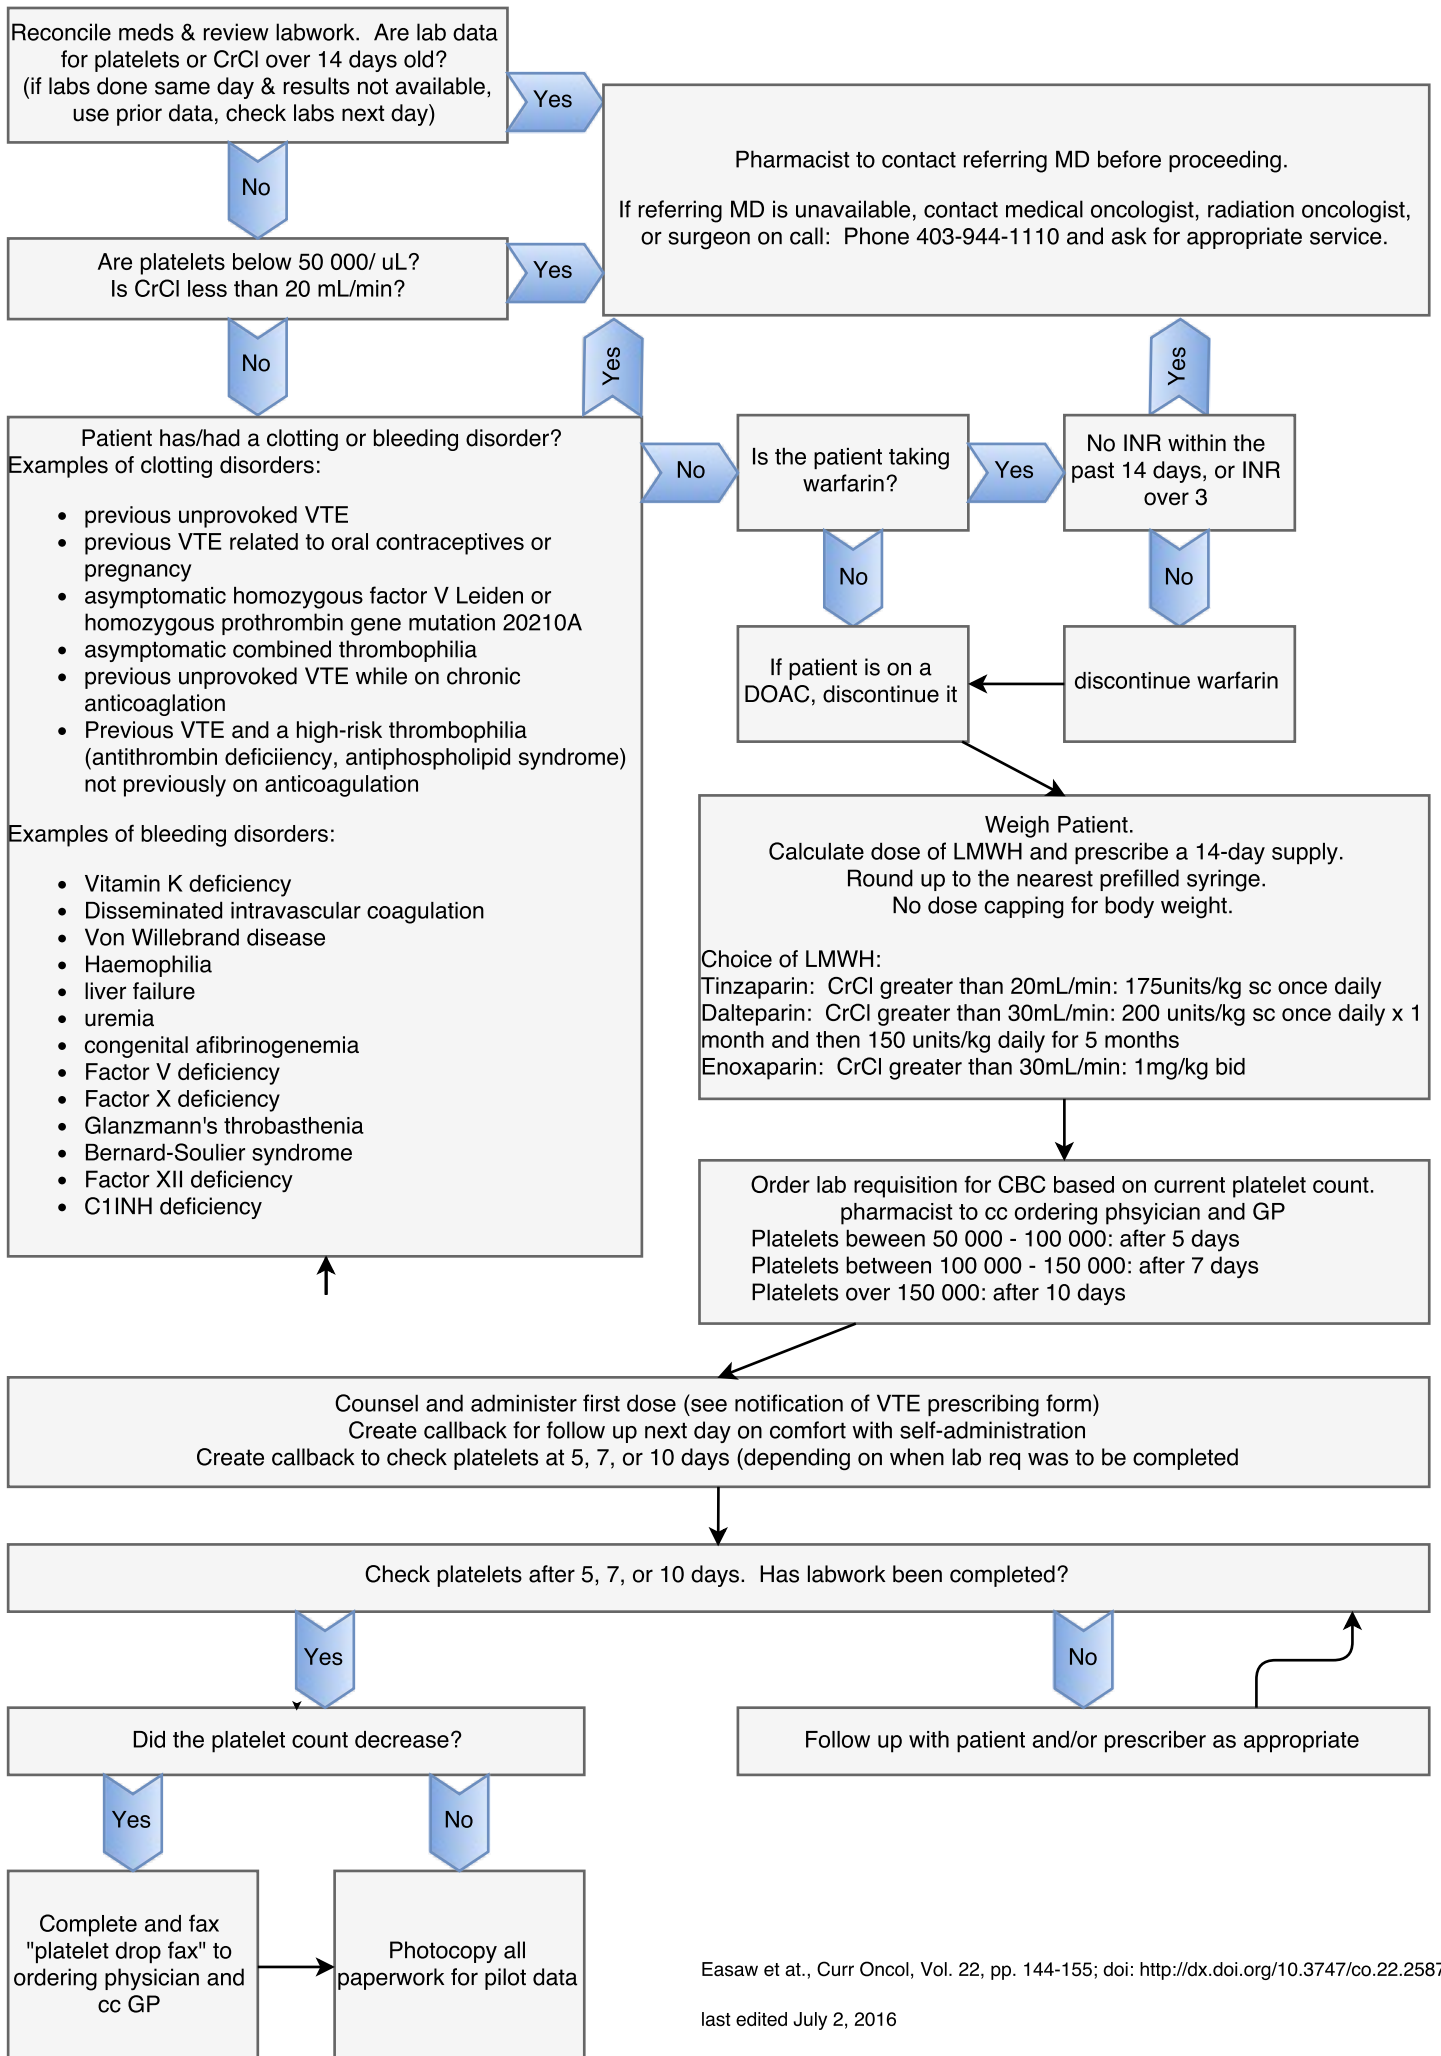 Reconcile meds & review labwork.  Are lab data
for platelets or CrCl over 14 days old?
(if labs done same day & results not available,
use prior data, check labs next day)
Yes
No
Pharmacist to contact referring MD before proceeding.
If referring MD is unavailable, contact medical oncologist, radiation oncologist,
or surgeon on call:  Phone 403-944-1110 and ask for appropriate service.
Are platelets below 50 000/ uL?
Is CrCl less than 20 mL/min?
Yes
No
Yes
Yes
Patient has/had a clotting or bleeding disorder?
Examples of clotting disorders:
• previous unprovoked VTE
• previous VTE related to oral contraceptives or
pregnancy
• asymptomatic homozygous factor V Leiden or
homozygous prothrombin gene mutation 20210A
• asymptomatic combined thrombophilia
• previous unprovoked VTE while on chronic
anticoaglation
• Previous VTE and a high-risk thrombophilia
(antithrombin deficiiency, antiphospholipid syndrome)
not previously on anticoagulation
Examples of bleeding disorders:
• Vitamin K deficiency
• Disseminated intravascular coagulation
• Von Willebrand disease
• Haemophilia
• liver failure
• uremia
• congenital afibrinogenemia
• Factor V deficiency
• Factor X deficiency
• Glanzmann's throbasthenia
• Bernard-Soulier syndrome
• Factor XII deficiency
• C1INH deficiency
No
Is the patient taking
warfarin?
Yes
No INR within the
past 14 days, or INR
over 3
No
No
If patient is on a
DOAC, discontinue it
discontinue warfarin
Weigh Patient.
Calculate dose of LMWH and prescribe a 14-day supply.
Round up to the nearest prefilled syringe.
No dose capping for body weight.
Choice of LMWH:
Tinzaparin:  CrCl greater than 20mL/min: 175units/kg sc once daily
Dalteparin:  CrCl greater than 30mL/min: 200 units/kg sc once daily x 1
month and then 150 units/kg daily for 5 months
Enoxaparin:  CrCl greater than 30mL/min: 1mg/kg bid
Order lab requisition for CBC based on current platelet count.
pharmacist to cc ordering phsyician and GP
Platelets beween 50 000 - 100 000: after 5 days
Platelets between 100 000 - 150 000: after 7 days
Platelets over 150 000: after 10 days
Counsel and administer first dose (see notification of VTE prescribing form)
Create callback for follow up next day on comfort with self-administration
Create callback to check platelets at 5, 7, or 10 days (depending on when lab req was to be completed
Check platelets after 5, 7, or 10 days.  Has labwork been completed?
Yes
No
Did the platelet count decrease?
Follow up with patient and/or prescriber as appropriate
Yes
No
Complete and fax
"platelet drop fax" to
ordering physician and
cc GP
Photocopy all
paperwork for pilot data
Easaw et at., Curr Oncol, Vol. 22, pp. 144-155; doi: http://dx.doi.org/10.3747/co.22.2587
last edited July 2, 2016